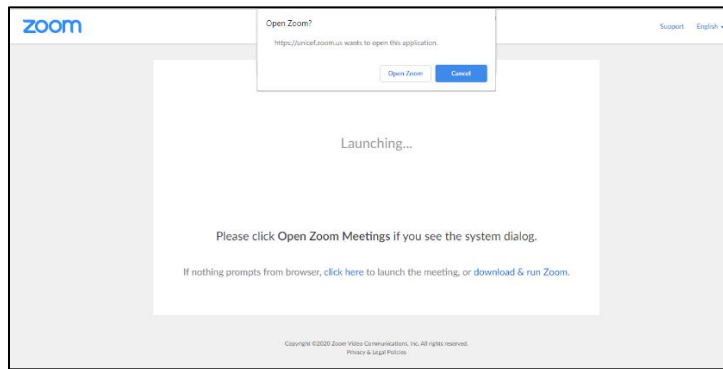 zoom
Open Zoom?
https://unicef.zoom.us wants to open this application.
Open Zoom
Cancel
Support
English
Launching...
Please click Open Zoom Meetings if you see the system dialog.
If nothing prompts from browser, click here to launch the meeting, or download & run Zoom.
Copyright ©2020 Zoom Video Communications, Inc. All rights reserved.
Privacy & Legal Policies